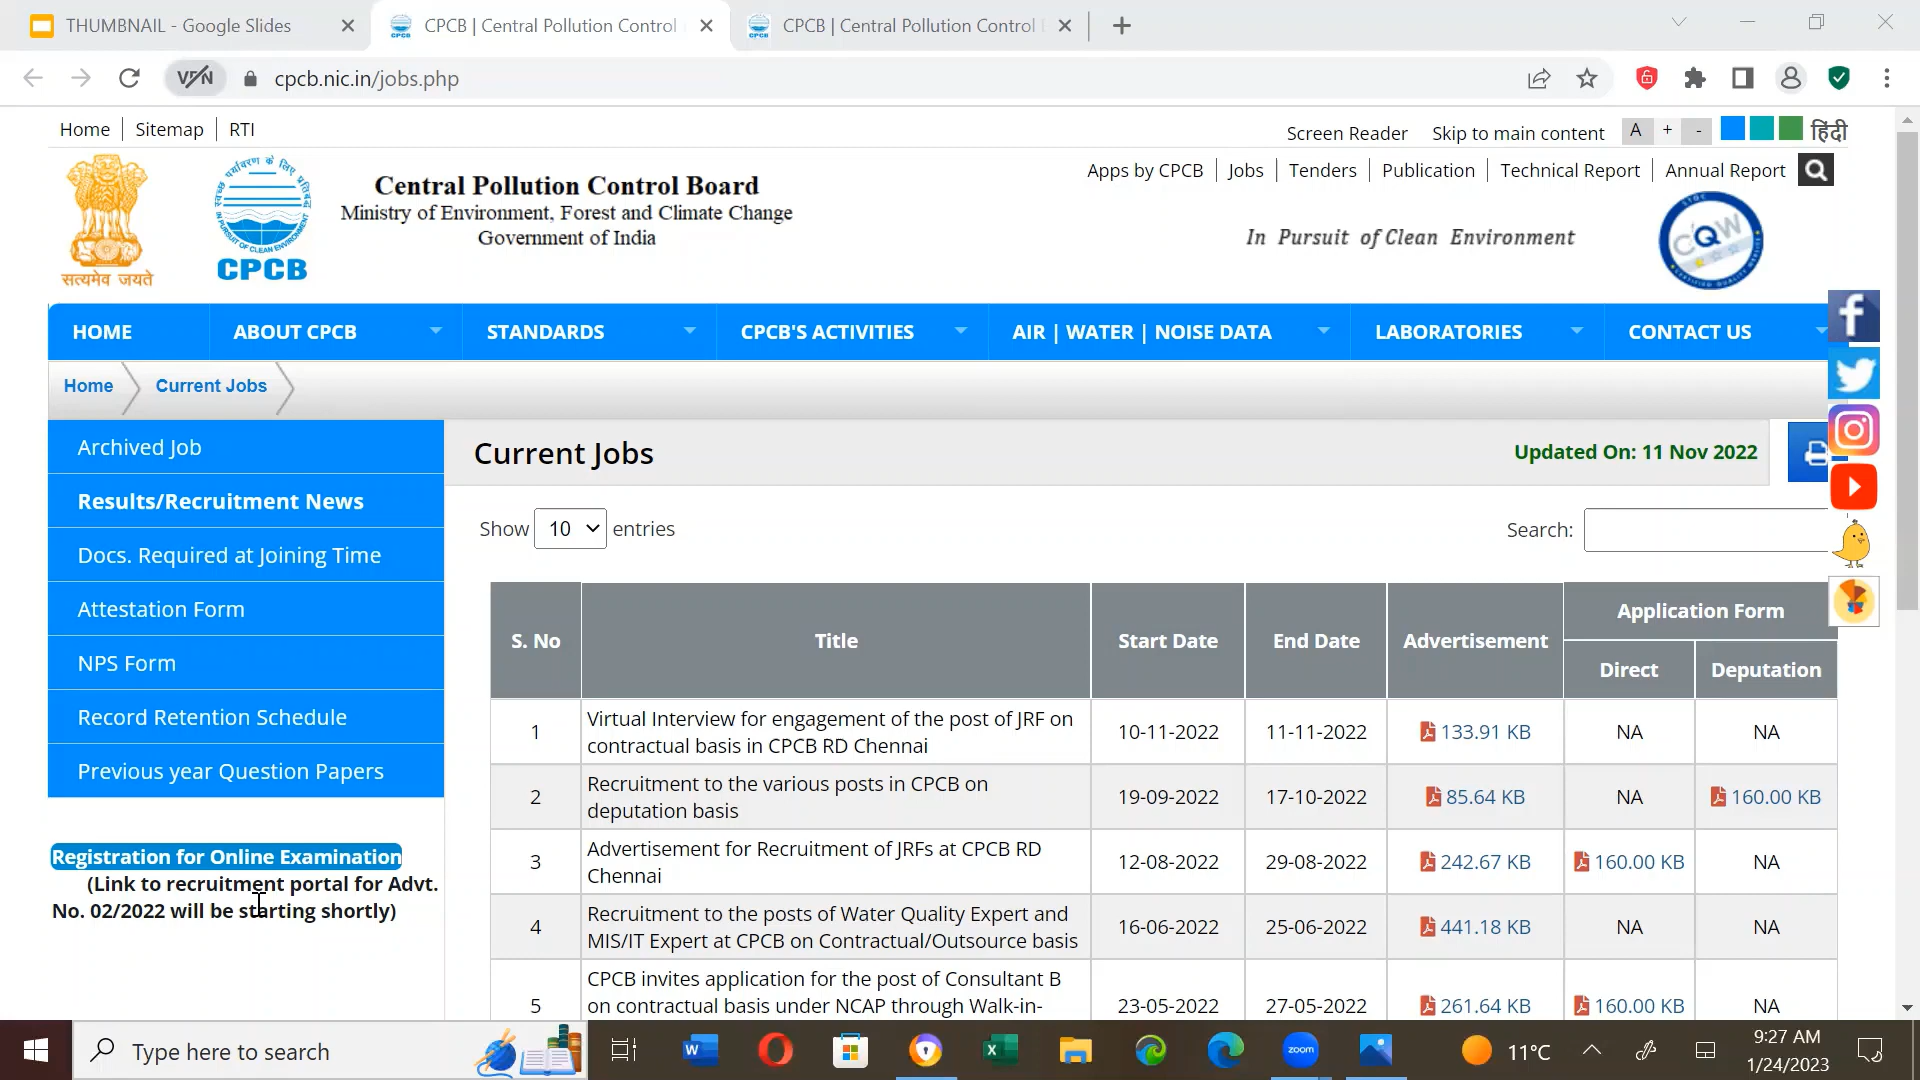 THUMBNAIL - Google Slides
CPCB | Central Pollution Control
CPCB | Central Pollution Control
VPN
cpcb.nic.in/jobs.php
Home
Sitemap
RTI
Screen Reader
Skip to main content
A
+
-
हिंदी
Apps by CPCB
Jobs
Tenders
Publication
Technical Report
Annual Report
सत्यमेव जयते
CPCB
Central Pollution Control Board
Ministry of Environment, Forest and Climate Change
Government of India
In Pursuit of Clean Environment
CQW
HOME
ABOUT CPCB
STANDARDS
CPCB'S ACTIVITIES
AIR | WATER | NOISE DATA
LABORATORIES
CONTACT US
Home
Current Jobs
Archived Job
Results/Recruitment News
Docs. Required at Joining Time
Attestation Form
NPS Form
Record Retention Schedule
Previous year Question Papers
Registration for Online Examination
(Link to recruitment portal for Advt.
No. 02/2022 will be starting shortly)
Current Jobs
Updated On: 11 Nov 2022
Show 10 entries
Search:
S. No
Title
Start Date
End Date
Advertisement
Application Form
Direct
Deputation
1
Virtual Interview for engagement of the post of JRF on
contractual basis in CPCB RD Chennai
10-11-2022
11-11-2022
133.91 KB
NA
NA
2
Recruitment to the various posts in CPCB on
deputation basis
19-09-2022
17-10-2022
85.64 KB
NA
160.00 KB
3
Advertisement for Recruitment of JRFs at CPCB RD
Chennai
12-08-2022
29-08-2022
242.67 KB
160.00 KB
NA
4
Recruitment to the posts of Water Quality Expert and
MIS/IT Expert at CPCB on Contractual/Outsource basis
16-06-2022
25-06-2022
441.18 KB
NA
NA
5
CPCB invites application for the post of Consultant B
on contractual basis under NCAP through Walk-in-
23-05-2022
27-05-2022
261.64 KB
160.00 KB
NA
Type here to search
zoom
11°C
9:27 AM
1/24/2023